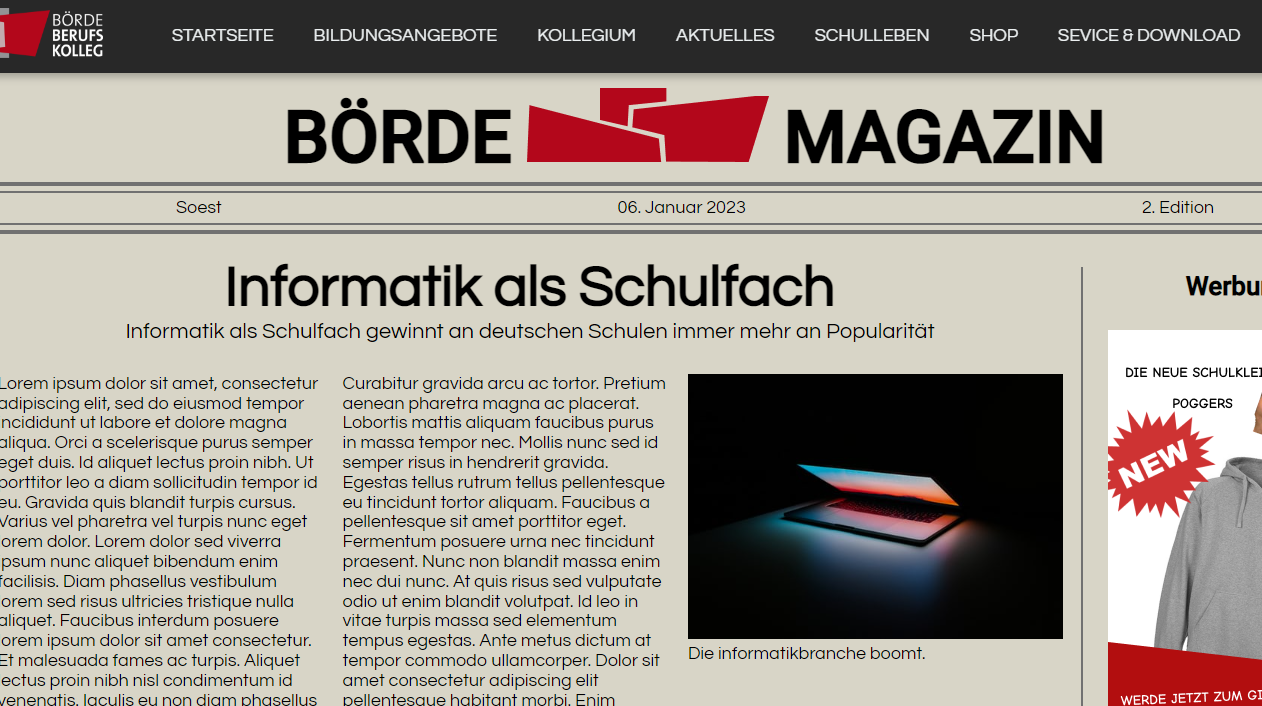 BÖRDE
BERUFS
KOLLEG
STARTSEITE BILDUNGSANGEBOTE KOLLEGIUM AKTUELLES SCHULLEBEN SHOP SEVICE & DOWNLOAD
BÖRDE MAGAZIN
Soest 06. Januar 2023 2. Edition
Informatik als Schulfach
Informatik als Schulfach gewinnt an deutschen Schulen immer mehr an Popularität
Lorem ipsum dolor sit amet, consectetur
adipiscing elit, sed do eiusmod tempor
incididunt ut labore et dolore magna
aliqua. Orci a scelerisque purus semper
eget duis. Id aliquet lectus proin nibh. Ut
porttitor leo a diam sollicitudin tempor id
eu. Gravida quis blandit turpis cursus.
Varius vel pharetra vel turpis nunc eget
lorem dolor. Lorem dolor sed viverra
ipsum nunc aliquet bibendum enim
facilisis. Diam phasellus vestibulum
lorem sed risus ultricies tristique nulla
aliquet. Faucibus interdum posuere
lorem ipsum dolor sit amet consectetur.
Et malesuada fames ac turpis. Aliquet
lectus proin nibh nisl condimentum id
venenatis. Iaculis eu non diam phasellus
Curabitur gravida arcu ac tortor. Pretium
aenean pharetra magna ac placerat.
Lobortis mattis aliquam faucibus purus
in massa tempor nec. Mollis nunc sed id
semper risus in hendrerit gravida.
Egestas tellus rutrum tellus pellentesque
eu tincidunt tortor aliquam. Faucibus a
pellentesque sit amet porttitor eget.
Fermentum posuere urna nec tincidunt
praesent. Nunc non blandit massa enim
nec dui nunc. At quis risus sed vulputate
odio ut enim blandit volutpat. Id leo in
vitae turpis massa sed elementum
tempus egestas. Ante metus dictum at
tempor commodo ullamcorper. Dolor sit
amet consectetur adipiscing elit
pellentesque habitant morbi. Enim
Die informatikbranche boomt.
Werbu
DIE NEUE SCHULKLEI
POGGERS
NEW
WERDE JETZT ZUM GI